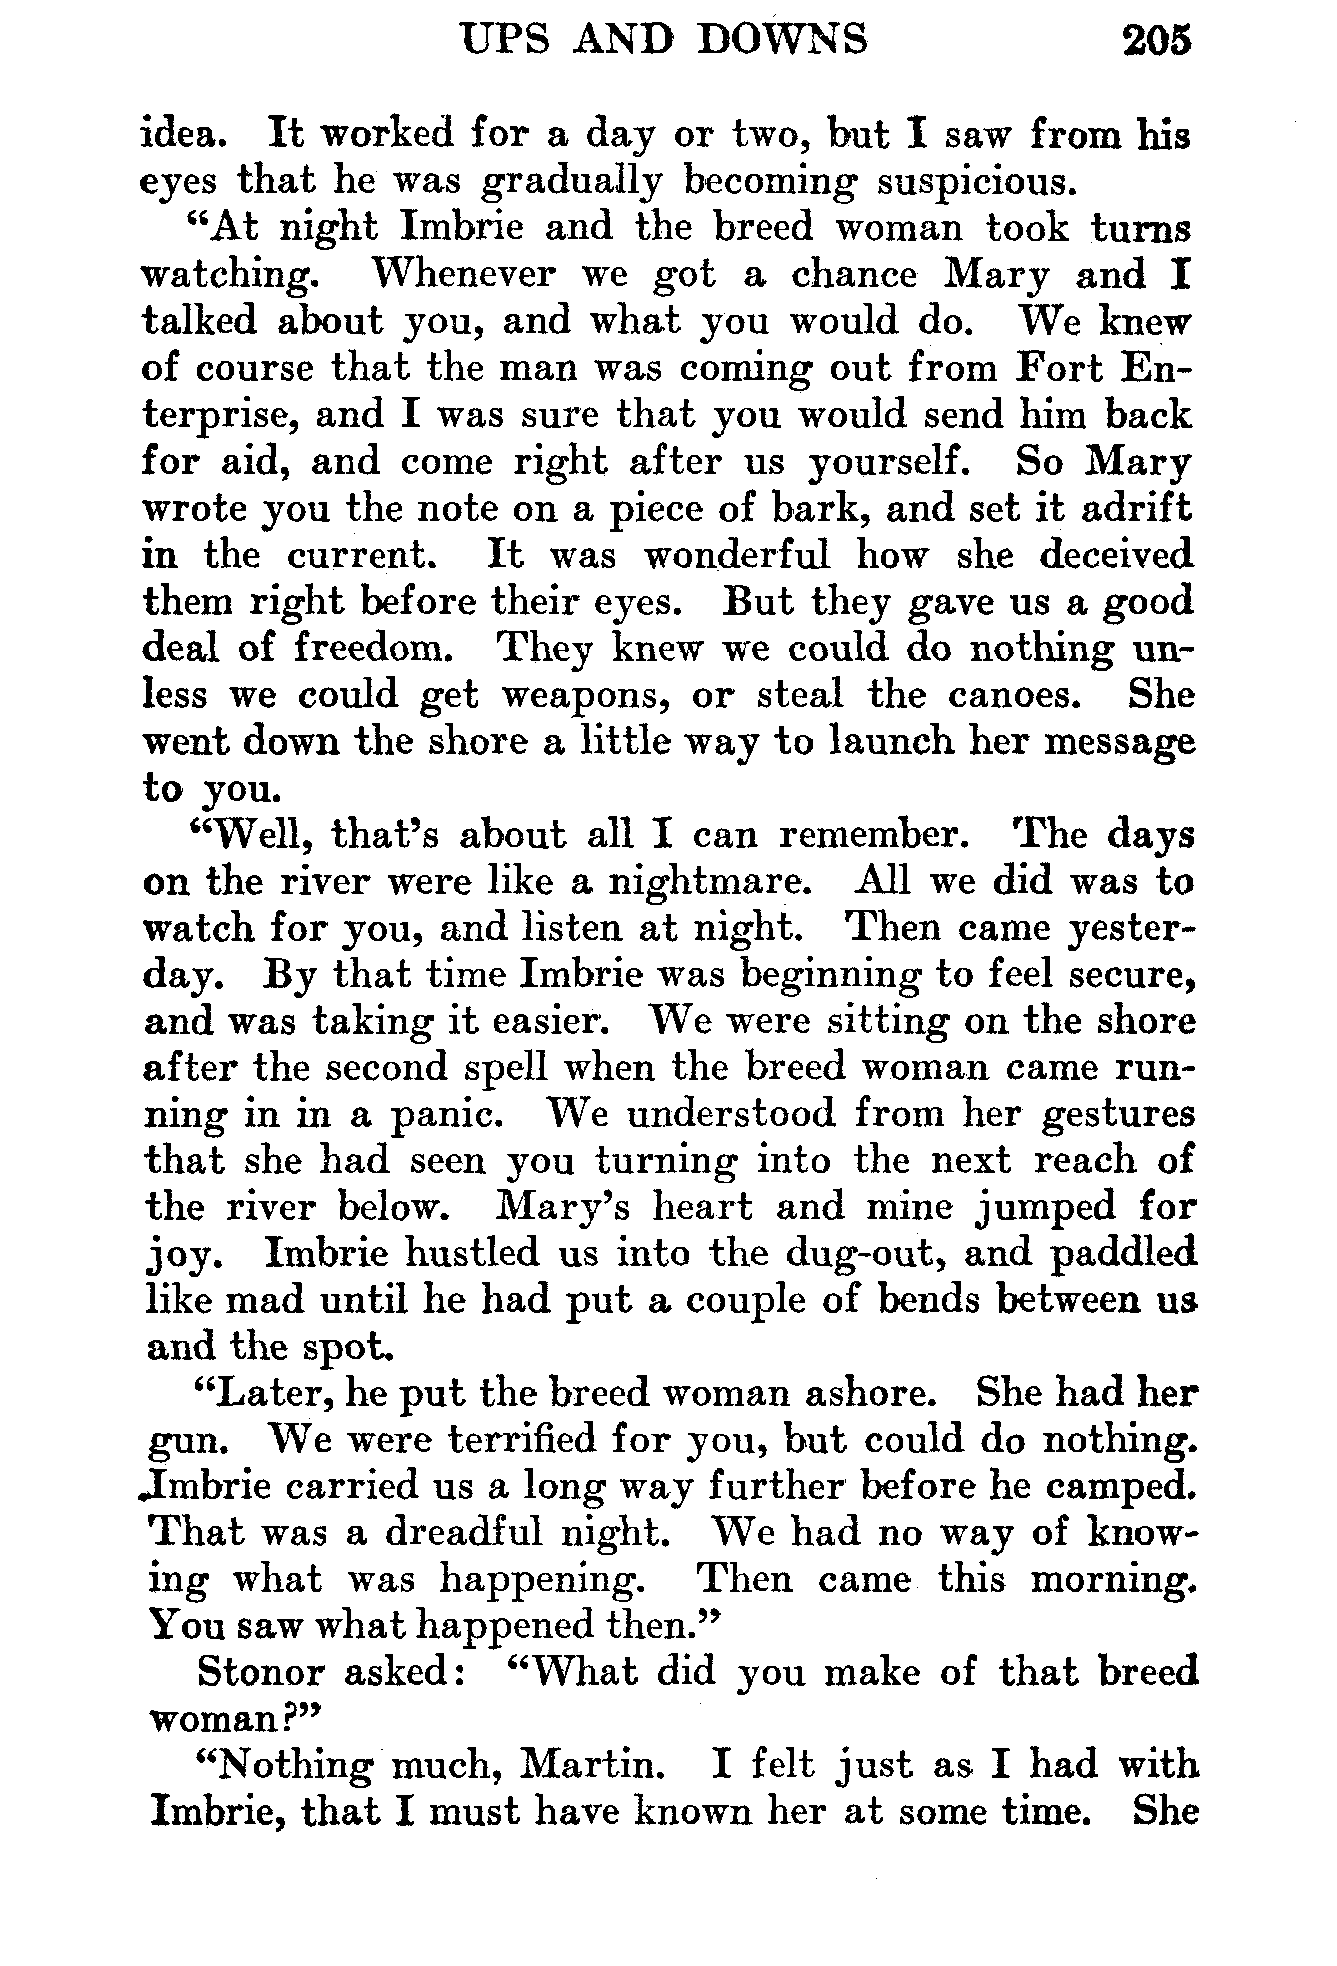 UPS AND DOWNS 205
idea. It worked for a day or two, but I saw from his
eyes that he was gradually becoming suspicious.
“At night Imbrie and the breed woman took turns
watching. Whenever we got a chance Mary and I
talked about you, and what you would do. We knew
of course that the man was coming out from Fort En-
terprise, and I was sure that you would send him back
for aid, and come right after us yourself. So Mary
wrote you the note on a piece of bark, and set it adrift
in the current. It was wonderful how she deceived
them right before their eyes. But they gave us a good
deal of freedom. They knew we could do nothing un-
less we could get weapons, or steal the canoes. She
went down the shore a little way to launch her message
to you.
“Well, that’s about all I can remember. The days
on the river were like a nightmare. All we did was to
watch for you, and listen at night. Then came yester-
day. By that time Imbrie was beginning to feel secure,
and was taking it easier. We were sitting on the shore
after the second spell when the breed woman came run-
ning in in a panic. We understood from her gestures
that she had seen you turning into the next reach of
the river below. Mary’s heart and mine jumped for
joy. Imbrie hustled us into the dug-out, and paddled
like mad until he had put a couple of bends between us
and the spot.
“Later, he put the breed woman ashore. She had her
gun. We were terrified for you, but could do nothing.
Imbrie carried us a long way further before he camped.
That was a dreadful night. We had no way of know-
ing what was happening. Then came this morning.
You saw what happened then.”
Stonor asked: “What did you make of that breed
woman?”
“Nothing much, Martin. I felt just as I had with
Imbrie, that I must have known her at some time. She